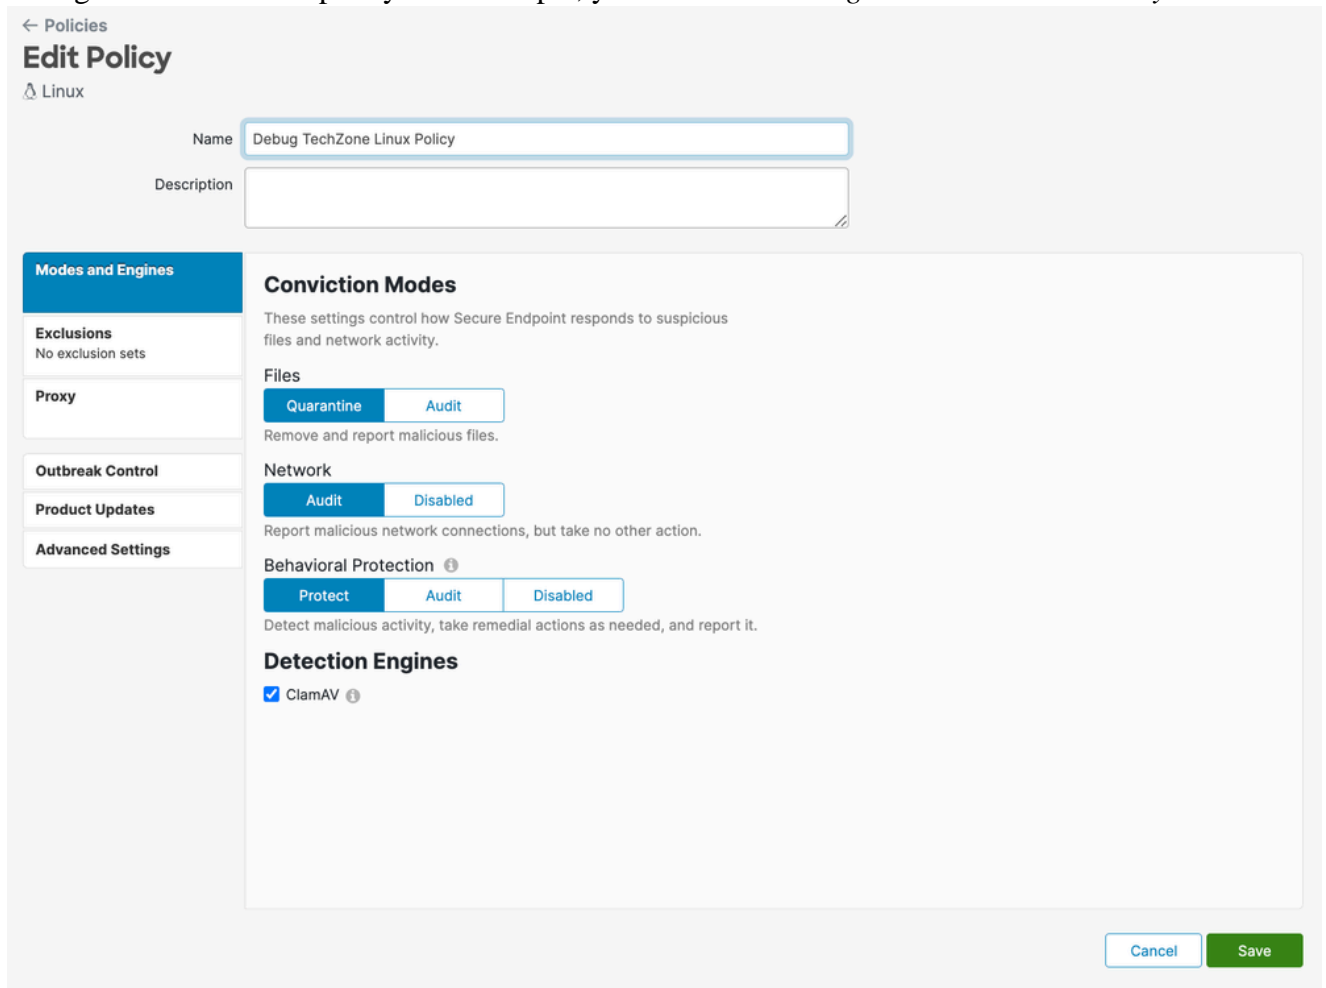 ← Policies
Edit Policy
Linux
Name
Debug TechZone Linux Policy
Description
Modes and Engines
Exclusions
No exclusion sets
Proxy
Outbreak Control
Product Updates
Advanced Settings
Conviction Modes
These settings control how Secure Endpoint responds to suspicious
files and network activity.
Files
Quarantine Audit
Remove and report malicious files.
Network
Audit Disabled
Report malicious network connections, but take no other action.
Behavioral Protection
Protect Audit Disabled
Detect malicious activity, take remedial actions as needed, and report it.
Detection Engines
ClamAV
Cancel Save